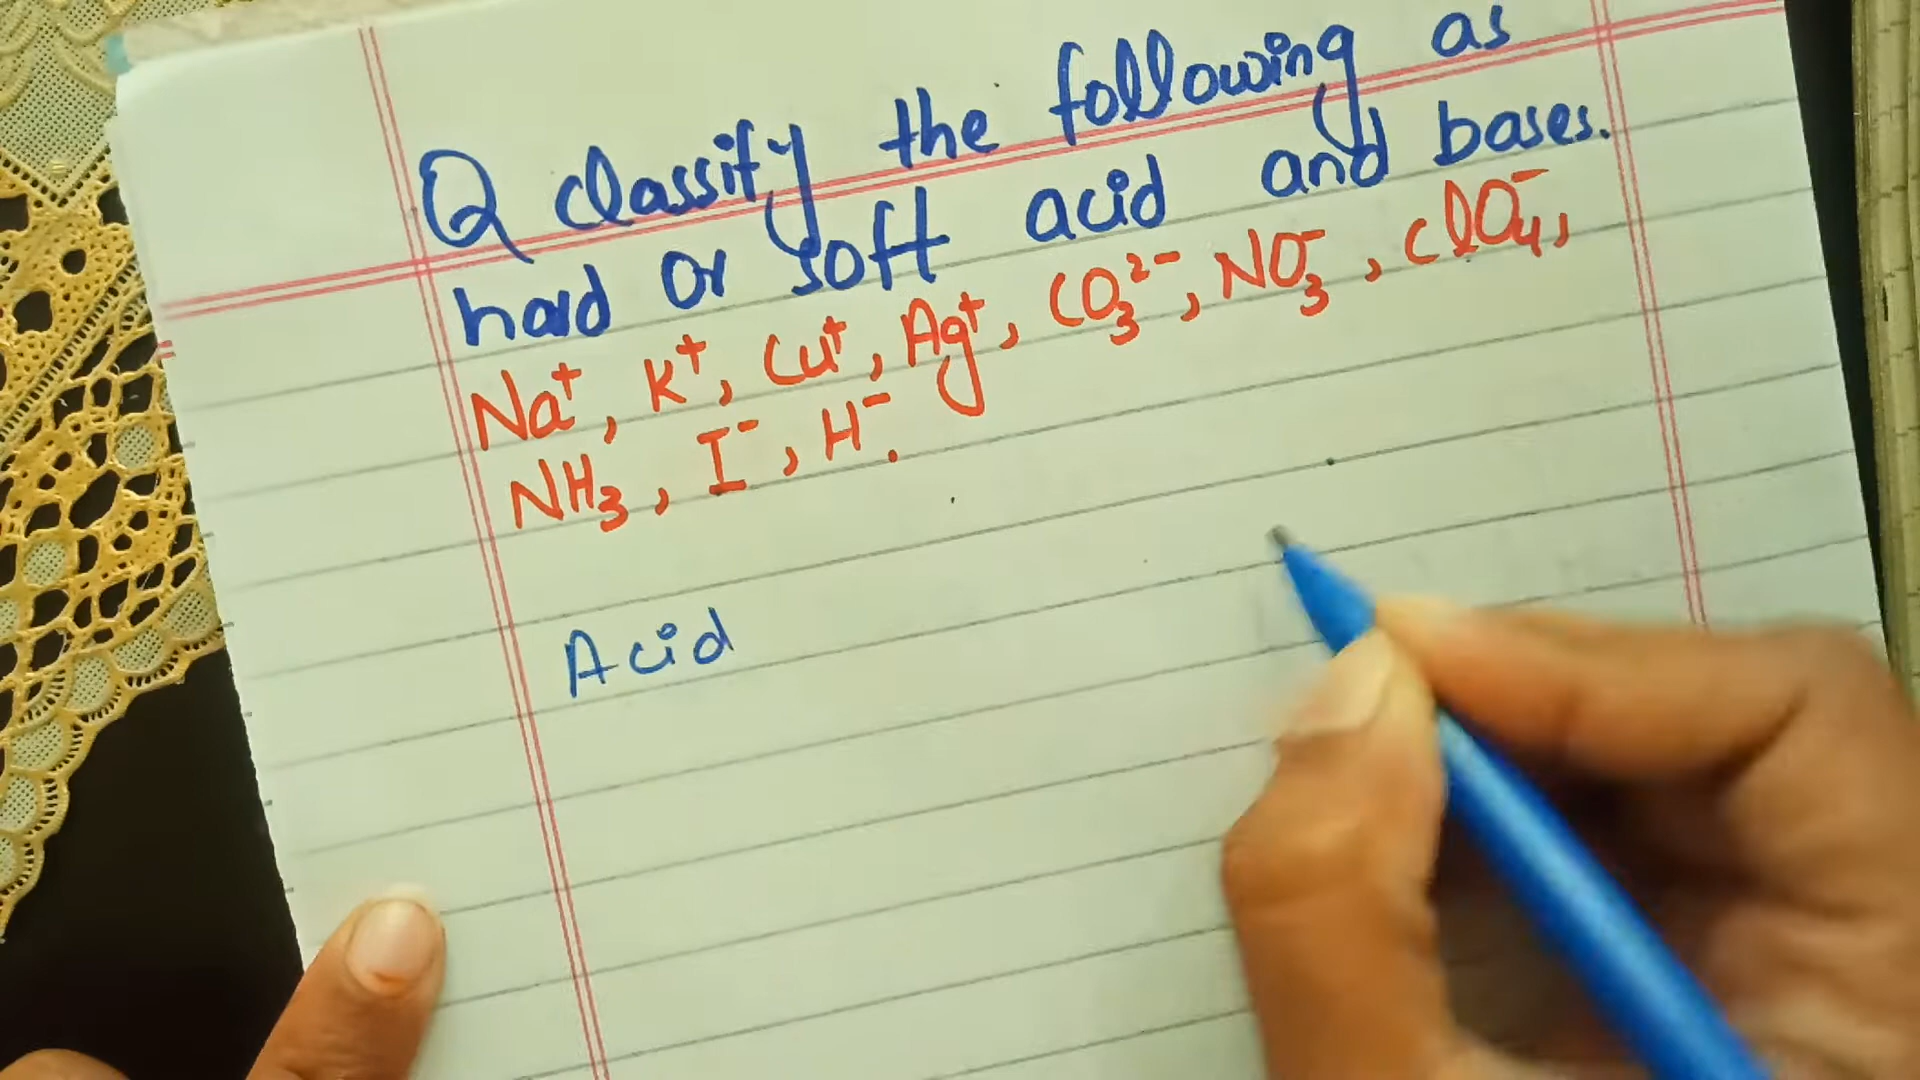 Q classify the following as
hard or soft acid and bases.
Na⁺, K⁺, Cu⁺, Ag⁺, CO₃²⁻, NO₃⁻, ClO₄⁻,
NH₃, I⁻, H⁻.
Acid